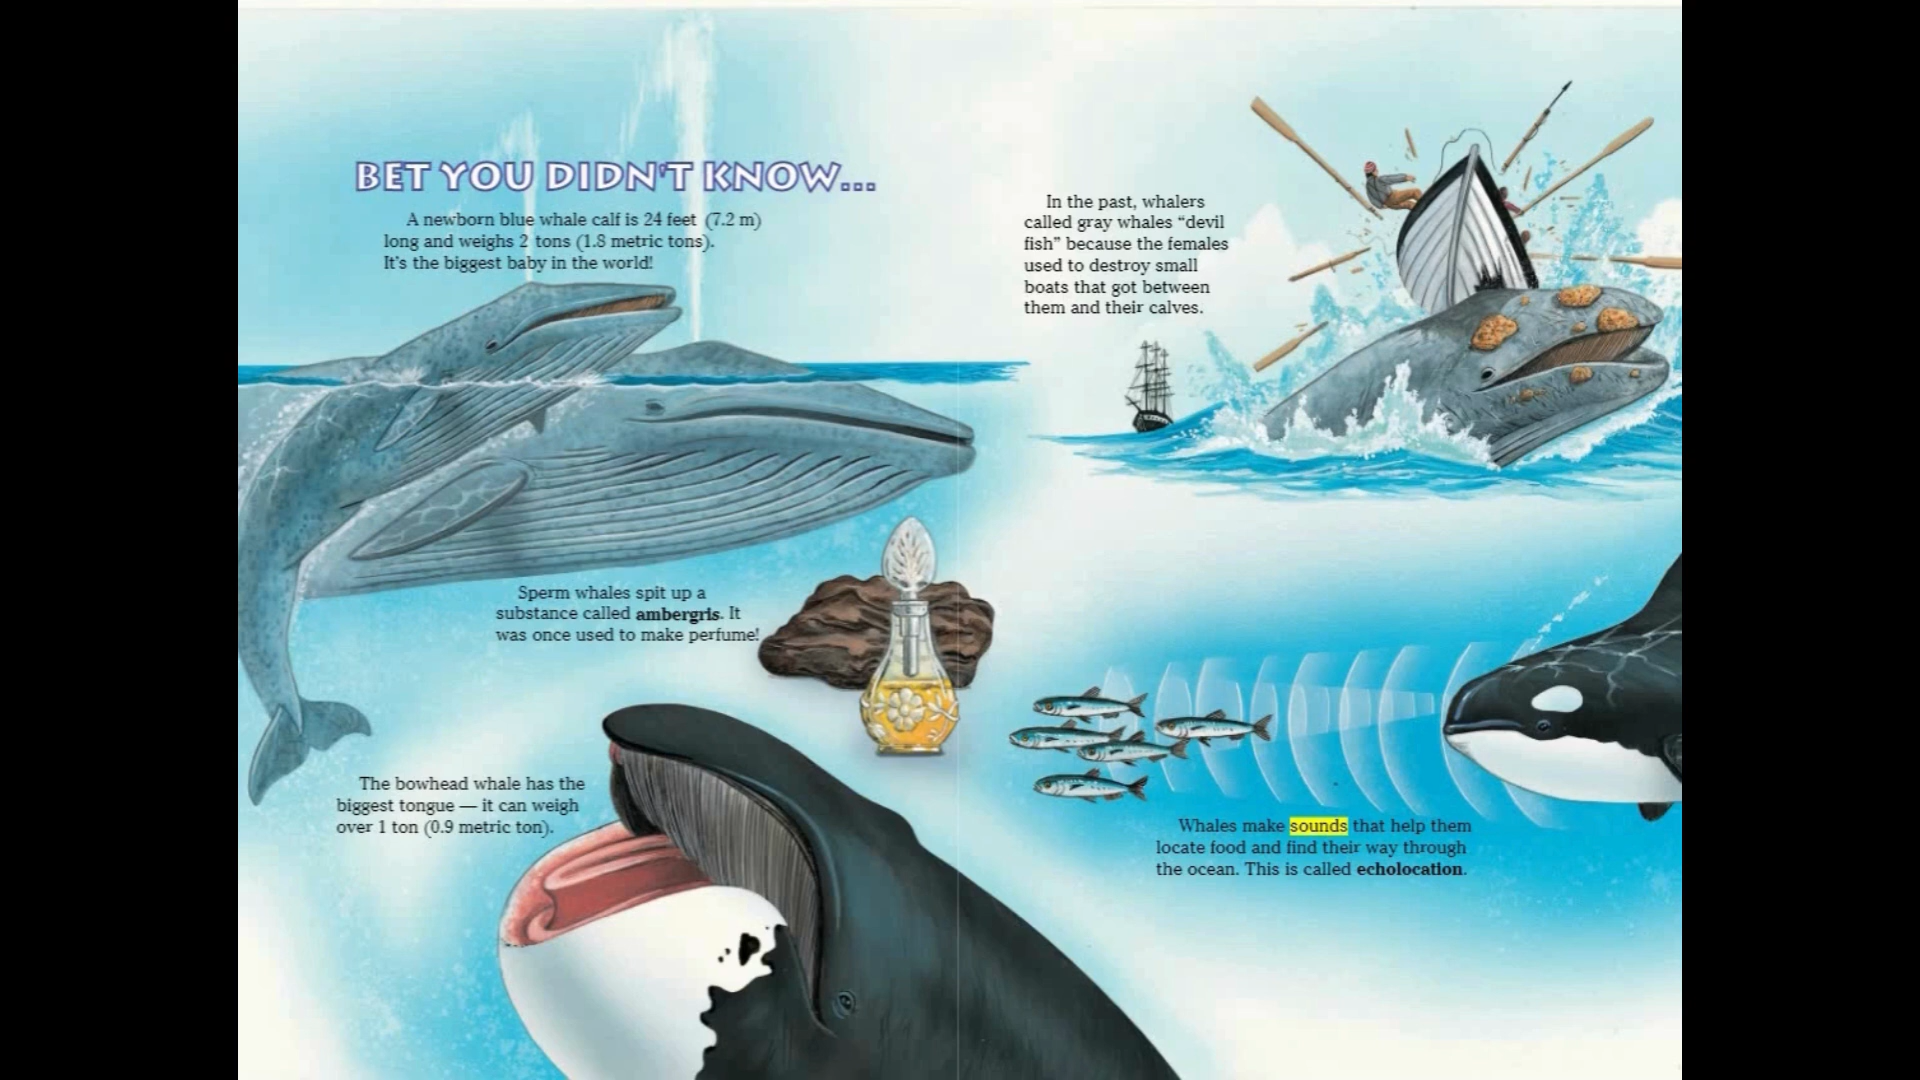 BET YOU DIDN'T KNOW...
A newborn blue whale calf is 24 feet (7.2 m)
long and weighs 2 tons (1.8 metric tons).
It's the biggest baby in the world!
Sperm whales spit up a
substance called ambergris. It
was once used to make perfume!
The bowhead whale has the
biggest tongue — it can weigh
over 1 ton (0.9 metric ton).
In the past, whalers
called gray whales “devil
fish” because the females
used to destroy small
boats that got between
them and their calves.
Whales make sounds that help them
locate food and find their way through
the ocean. This is called echolocation.